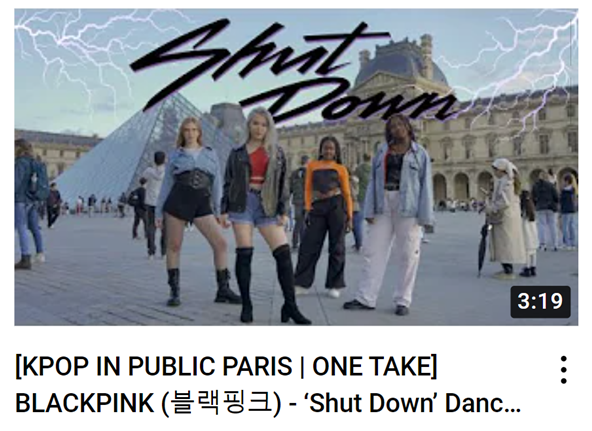 Shut
Down
3:19
[KPOP IN PUBLIC PARIS | ONE TAKE]
BLACKPINK (블랙핑크) - ‘Shut Down’ Danc...